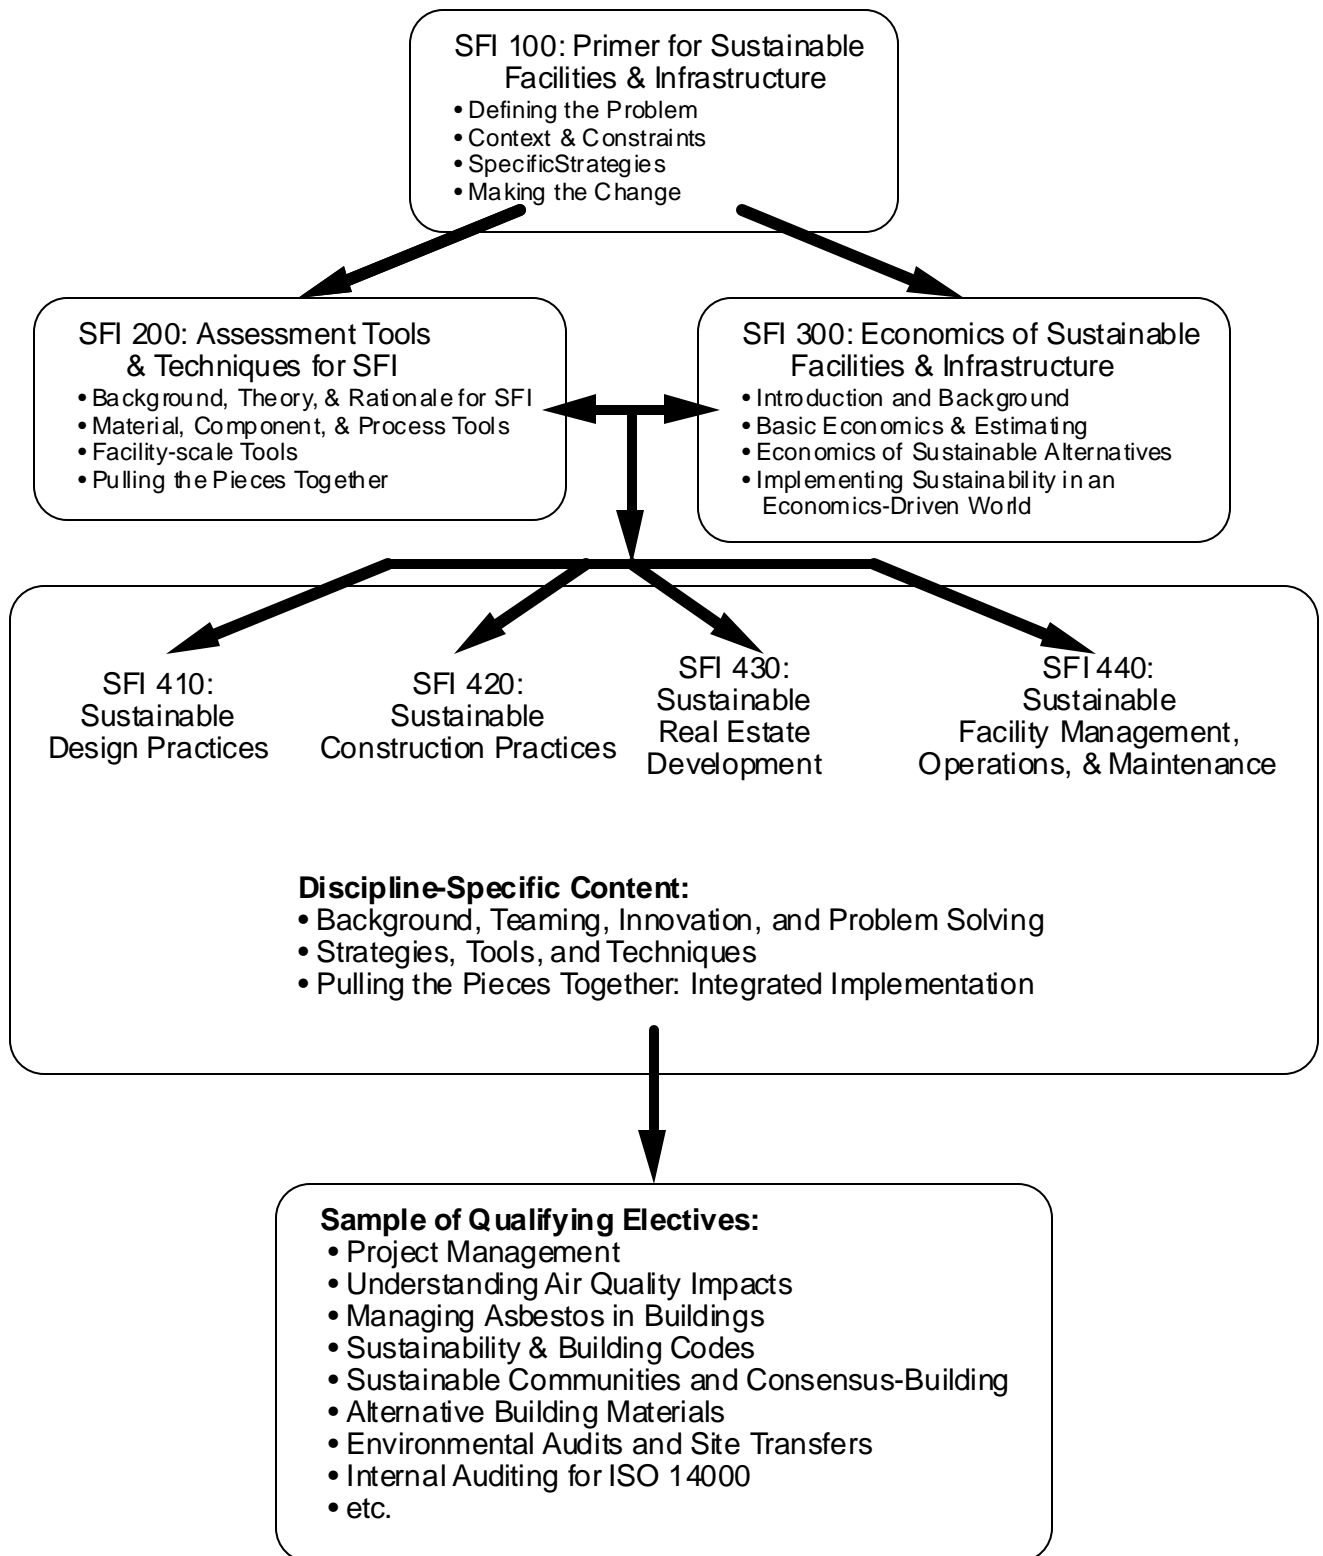 SFI 100: Primer for Sustainable
Facilities & Infrastructure
• Defining the Problem
• Context & Constraints
• SpecificStrategies
• Making the Change
SFI 200: Assessment Tools
& Techniques for SFI
• Background, Theory, & Rationale for SFI
• Material, Component, & Process Tools
• Facility-scale Tools
• Pulling the Pieces Together
SFI 300: Economics of Sustainable
Facilities & Infrastructure
• Introduction and Background
• Basic Economics & Estimating
• Economics of Sustainable Alternatives
• Implementing Sustainability in an
Economics-Driven World
SFI 410:
Sustainable
Design Practices
SFI 420:
Sustainable
Construction Practices
SFI 430:
Sustainable
Real Estate
Development
SFI 440:
Sustainable
Facility Management,
Operations, & Maintenance
Discipline-Specific Content:
• Background, Teaming, Innovation, and Problem Solving
• Strategies, Tools, and Techniques
• Pulling the Pieces Together: Integrated Implementation
Sample of Qualifying Electives:
• Project Management
• Understanding Air Quality Impacts
• Managing Asbestos in Buildings
• Sustainability & Building Codes
• Sustainable Communities and Consensus-Building
• Alternative Building Materials
• Environmental Audits and Site Transfers
• Internal Auditing for ISO 14000
• etc.